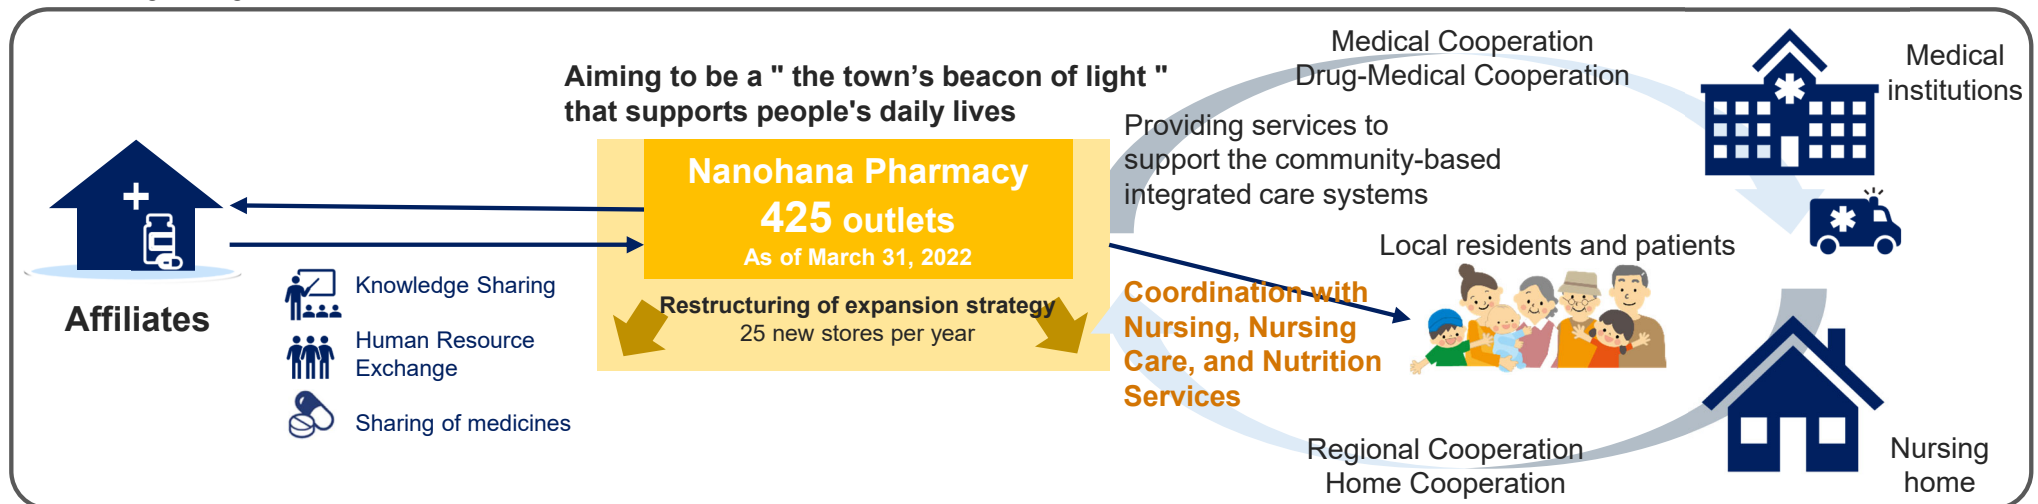 Aiming to be a " the town’s beacon of light "
that supports people's daily lives
Nanohana Pharmacy
425 outlets
As of March 31, 2022
Restructuring of expansion strategy
25 new stores per year
Affiliates
Knowledge Sharing
Human Resource
Exchange
Sharing of medicines
Medical Cooperation
Drug-Medical Cooperation
Providing services to
support the community-based
integrated care systems
Medical
institutions
Local residents and patients
Coordination with
Nursing, Nursing
Care, and Nutrition
Services
Regional Cooperation
Home Cooperation
Nursing
home